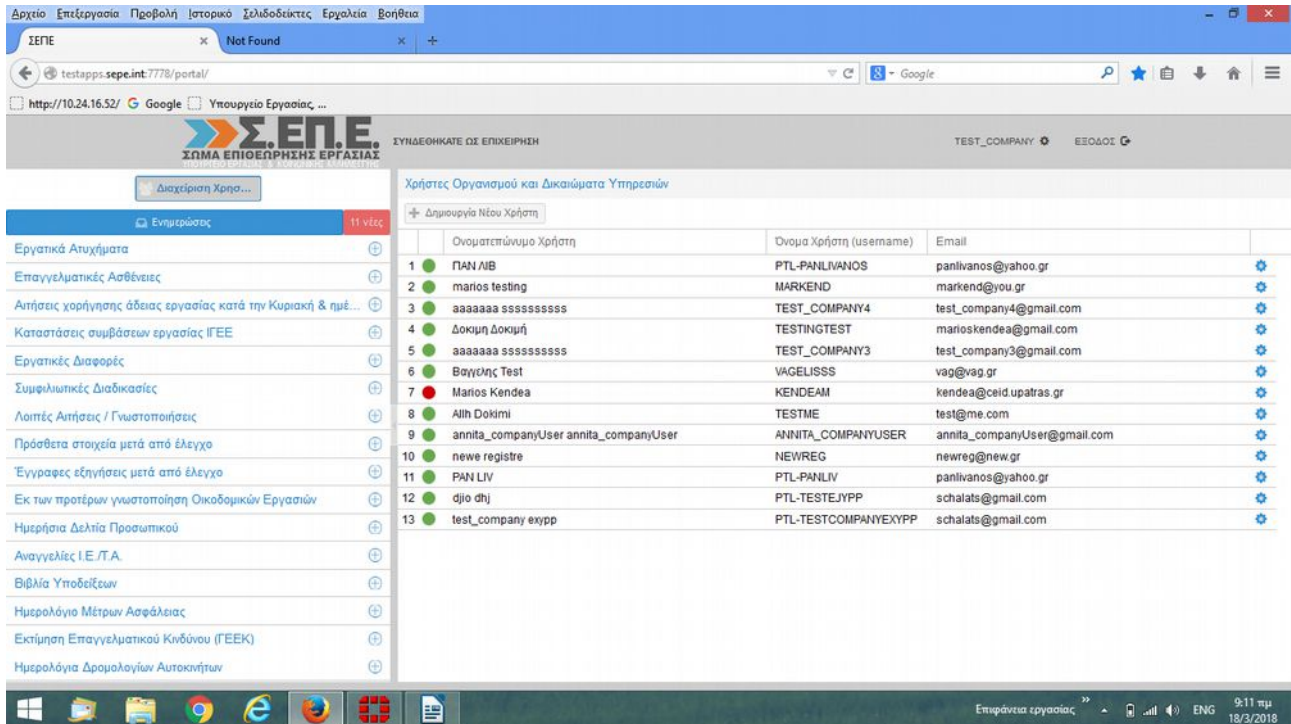 Αρχείο Επεξεργασία Προβολή Ιστορικό Σελιδοδείκτες Εργαλεία Βοήθεια
ΣΕΠΕ
Not Found
testapps.sepe.int:7778/portal/
8 - Google
http://10.24.16.52/ Google Υπουργείο Εργασίας, ...
Σ.ΕΠ.Ε.
ΣΩΜΑ ΕΠΙΘΕΩΡΗΣΗΣ ΕΡΓΑΣΙΑΣ
ΣΥΝΔΕΘΗΚΑΤΕ ΩΣ ΕΠΙΧΕΙΡΗΣΗ
TEST_COMPANY
ΕΞΟΔΟΣ
Διαχείριση Χρησ...
Ενημερώσεις
11 νέες
Εργατικά Ατυχήματα
Επαγγελματικές Ασθένειες
Αιτήσεις χορήγησης άδειας εργασίας κατά την Κυριακή & ημέ...
Καταστάσεις συμβάσεων εργασίας ΙΓΕΕ
Εργατικές Διαφορές
Συμφιλιωτικές Διαδικασίες
Λοιπές Αιτήσεις / Γνωστοποιήσεις
Πρόσθετα στοιχεία μετά από έλεγχο
Έγγραφες εξηγήσεις μετά από έλεγχο
Εκ των προτέρων γνωστοποίηση Οικοδομικών Εργασιών
Ημερήσια Δελτία Προσωπικού
Αναγγελίες Ι.Ε./Τ.Α.
Βιβλία Υποδείξεων
Ημερολόγιο Μέτρων Ασφάλειας
Εκτίμηση Επαγγελματικού Κινδύνου (ΓΕΕΚ)
Ημερολόγια Δρομολογίων Αυτοκινήτων
Χρήστες Οργανισμού και Δικαιώματα Υπηρεσιών
Δημιουργία Νέου Χρήστη
Ονοματεπώνυμο Χρήστη Όνομα Χρήστη (username) Email
1 ΠΑΝ ΛΙΒ PTL-PANLIVANOS panlivanos@yahoo.gr
2 marios testing MARKEND markend@you.gr
3 aaaaaaa ssssssssss TEST_COMPANY4 test_company4@gmail.com
4 Δοκιμη Δοκιμή TESTINGTEST marioskendea@gmail.com
5 aaaaaaa ssssssssss TEST_COMPANY3 test_company3@gmail.com
6 Βαγγελης Test VAGELISSS vag@vag.gr
7 Marios Kendea KENDEAM kendea@ceid.upatras.gr
8 Allh Dokimi TESTME test@me.com
9 annita_companyUser annita_companyUser ANNITA_COMPANYUSER annita_companyUser@gmail.com
10 newe registre NEWREG newreg@new.gr
11 PAN LIV PTL-PANLIV panlivanos@yahoo.gr
12 djio dhj PTL-TESTEJYPP schalats@gmail.com
13 test_company exypp PTL-TESTCOMPANYEXYPP schalats@gmail.com
Επιφάνεια εργασίας
ENG
9:11 πμ
18/3/2018